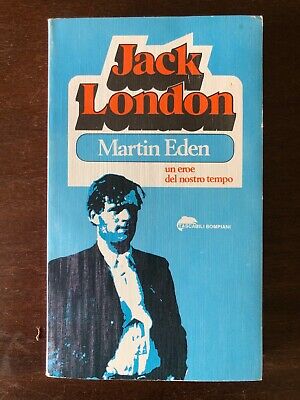 Jack
London
Martin Eden
un eroe
del nostro tempo
TASCABILI BOMPIANI